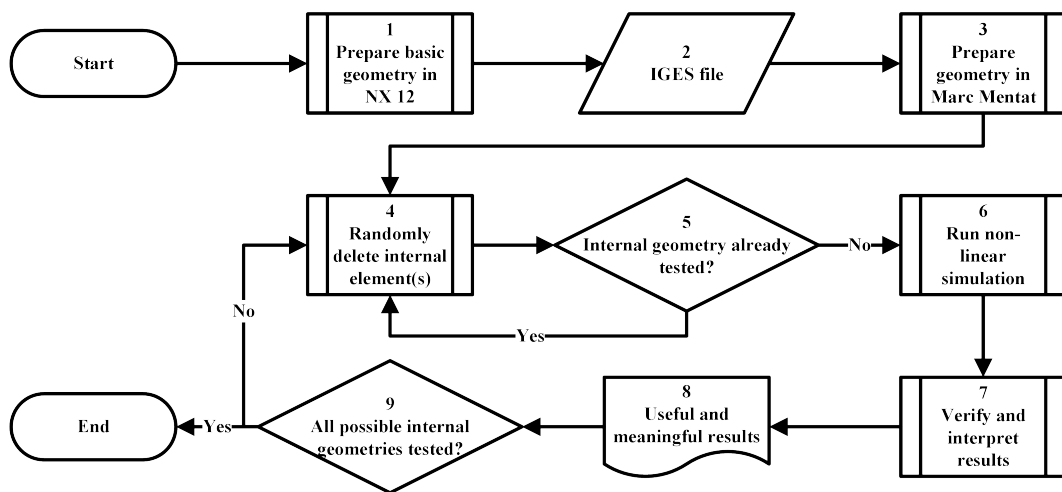 Start
1
Prepare basic
geometry in
NX 12
2
IGES file
3
Prepare
geometry in
Marc Mentat
4
Randomly
delete internal
element(s)
5
Internal geometry already
tested?
No
6
Run non-
linear
simulation
Yes
No
7
Verify and
interpret
results
8
Useful and
meaningful results
9
All possible internal
geometries tested?
Yes
End